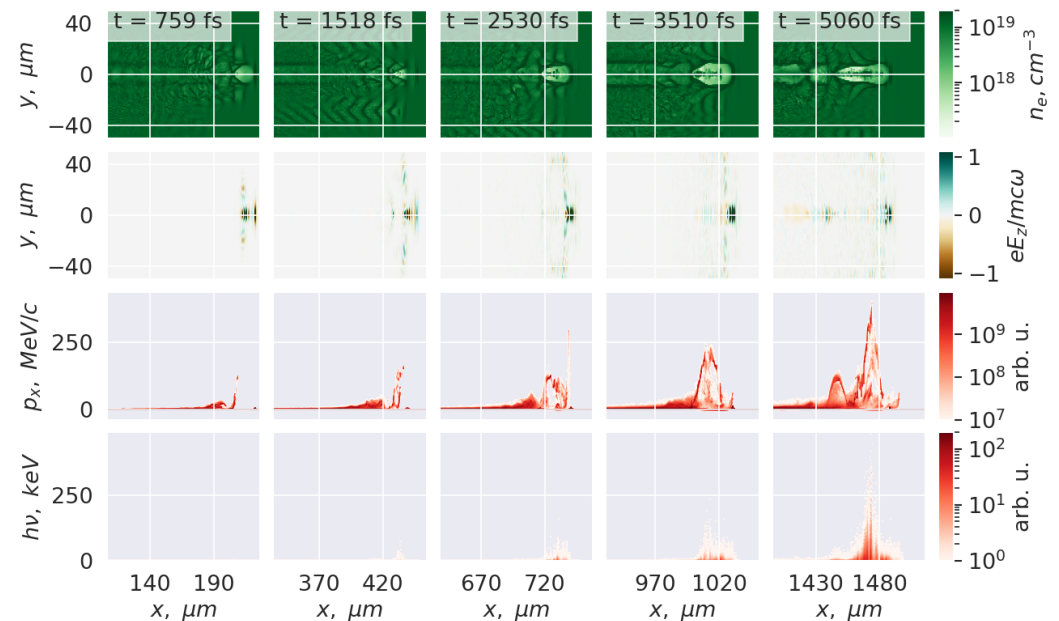 t = 759 fs
t = 1518 fs
t = 2530 fs
t = 3510 fs
t = 5060 fs
y, μm
40
0
−40
10¹⁹
10¹⁸
nₑ, cm⁻³
y, μm
40
0
−40
1
0
−1
eE_z/mcω
pₓ, MeV/c
250
0
10⁹
10⁸
10⁷
arb. u.
hν, keV
250
0
10²
10¹
10⁰
arb. u.
140 190 370 420 670 720 970 1020 1430 1480
x, μm x, μm x, μm x, μm x, μm